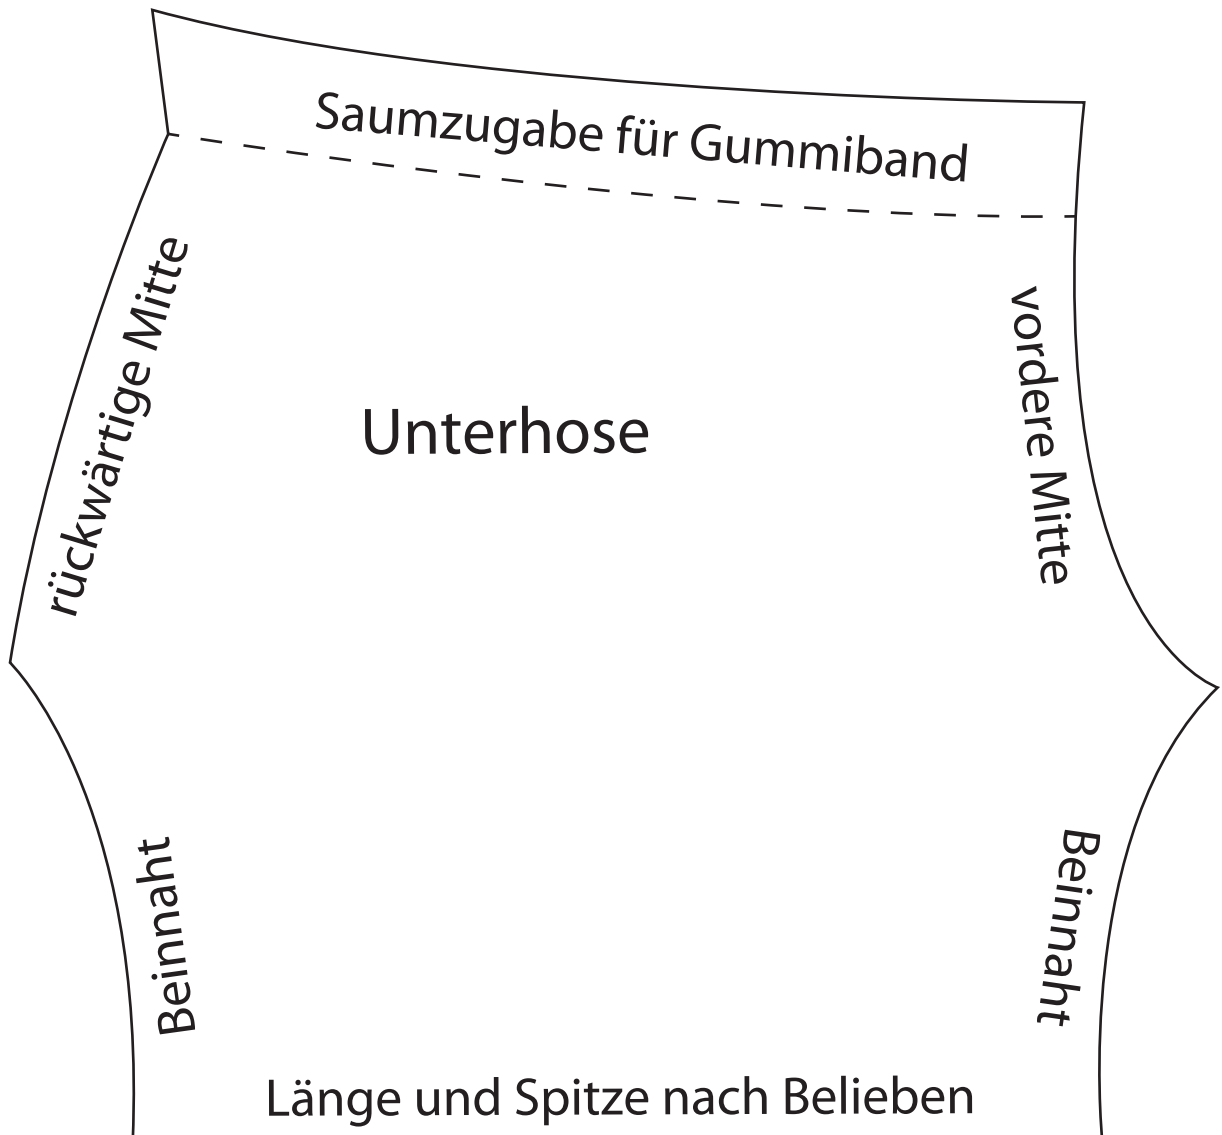 Saumzugabe für Gummiband
rückwärtige Mitte
vordere Mitte
Unterhose
Beinnaht
Beinnaht
Länge und Spitze nach Belieben